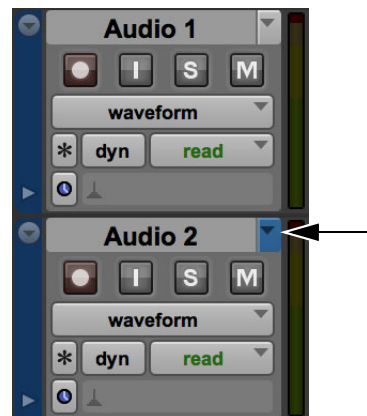 Audio 1
I S M
waveform
* dyn read
Audio 2
I S M
waveform
* dyn read